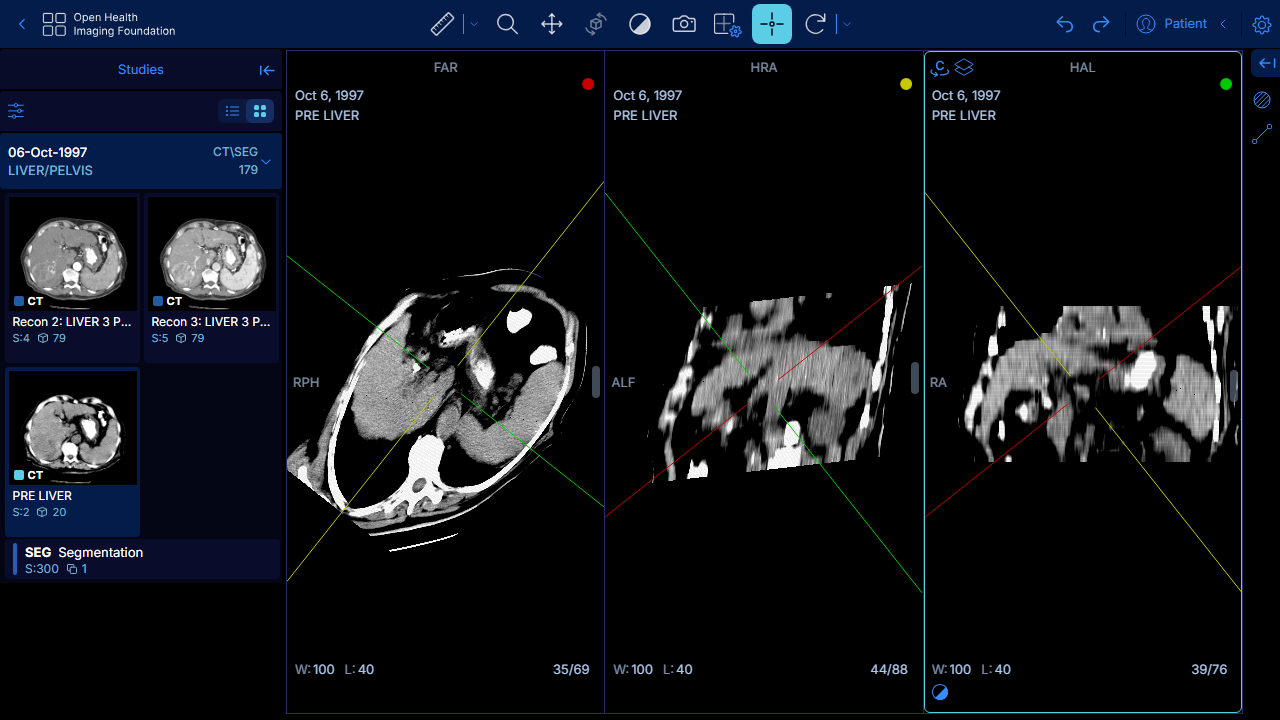 Open Health
Imaging Foundation
Patient
Studies
06-Oct-1997
CT\SEG
LIVER/PELVIS
179
CT
CT
Recon 2: LIVER 3 P...
Recon 3: LIVER 3 P...
S:4 79
S:5 79
CT
PRE LIVER
S:2 20
SEG Segmentation
S:300 1
FAR
Oct 6, 1997
PRE LIVER
RPH
W:100 L:40
35/69
HRA
Oct 6, 1997
PRE LIVER
ALF
W:100 L:40
44/88
C
HAL
Oct 6, 1997
PRE LIVER
RA
W:100 L:40
39/76